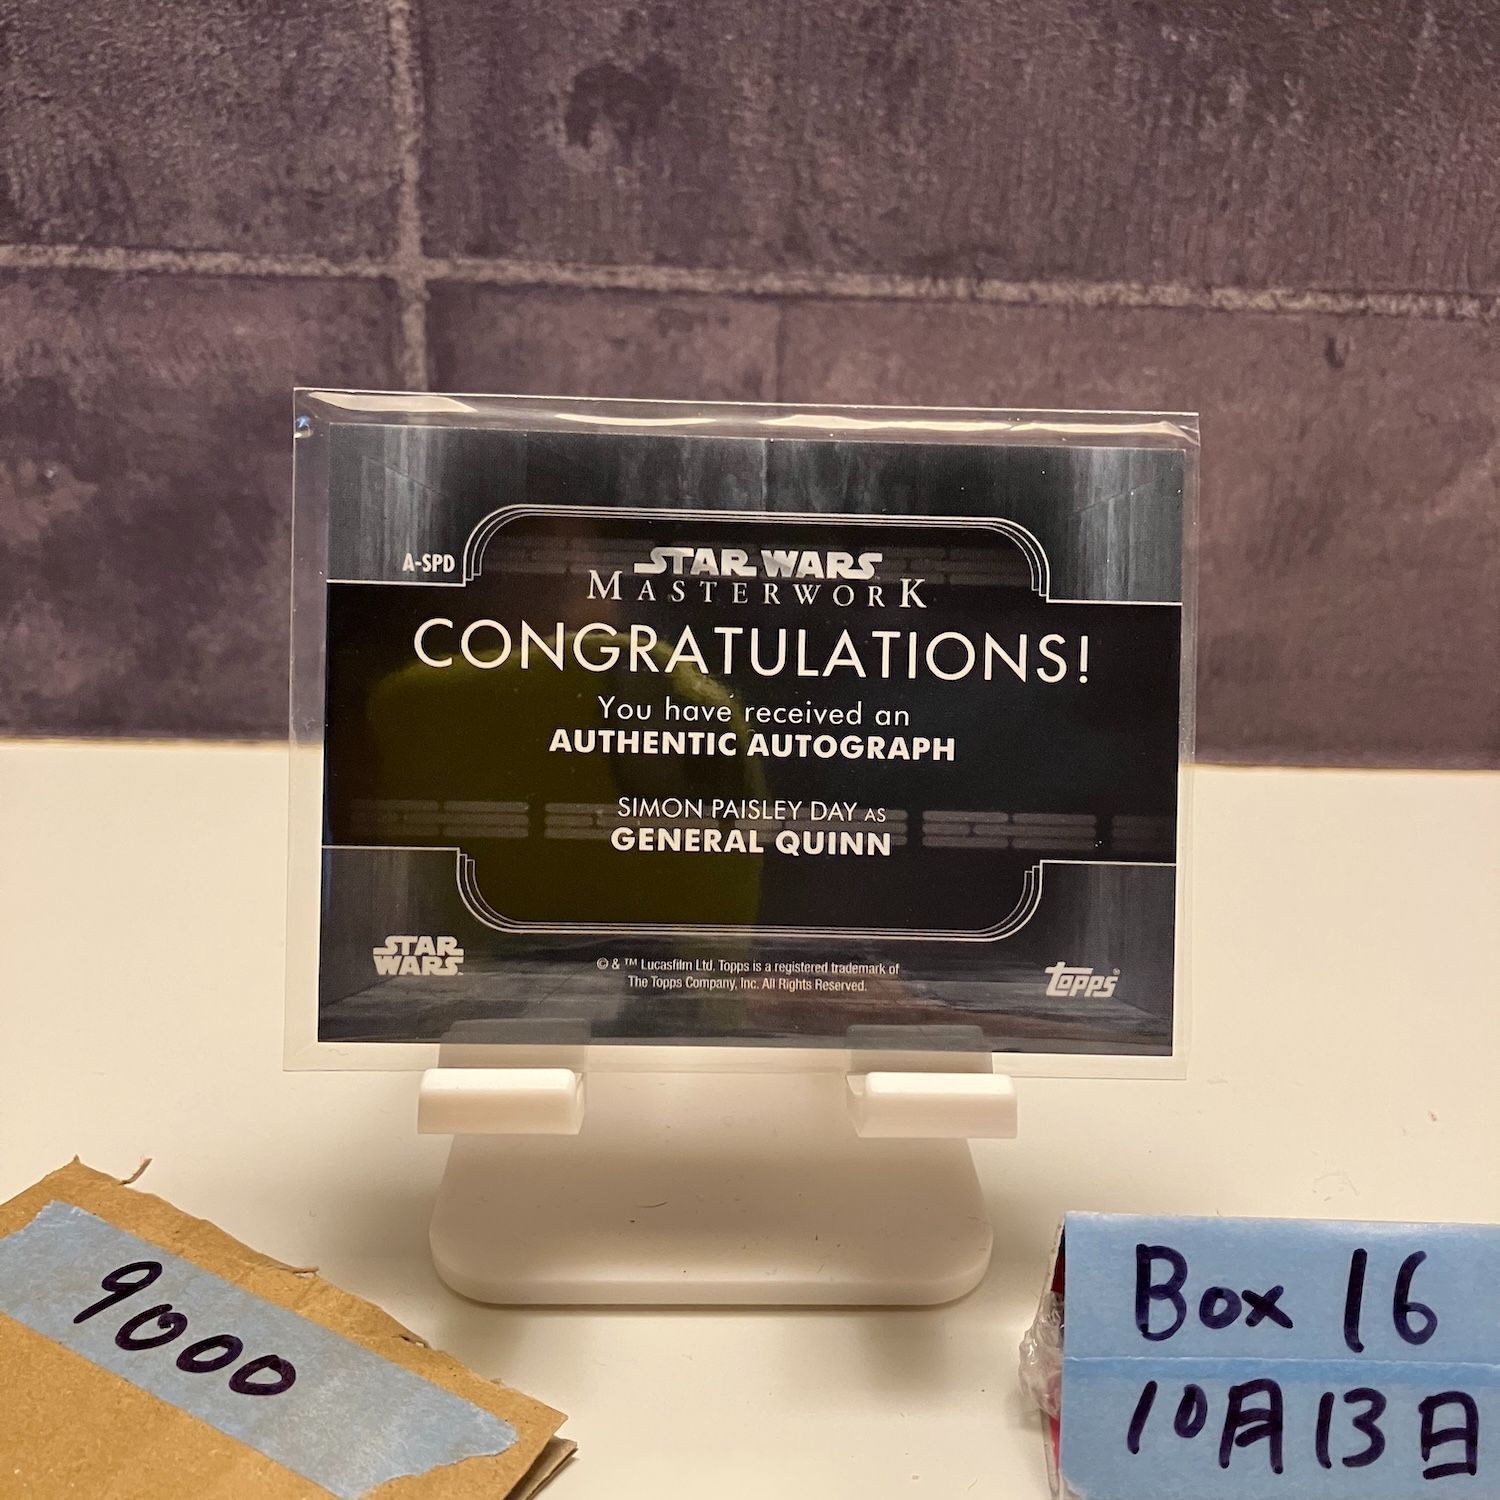 A-SPD
STAR WARS
MASTERWORK
CONGRATULATIONS!
You have received an
AUTHENTIC AUTOGRAPH
SIMON PAISLEY DAY AS
GENERAL QUINN
STAR
WARS
© & ™ Lucasfilm Ltd. Topps is a registered trademark of
The Topps Company, Inc. All Rights Reserved.
topps®
9000
Box 16
10月13日